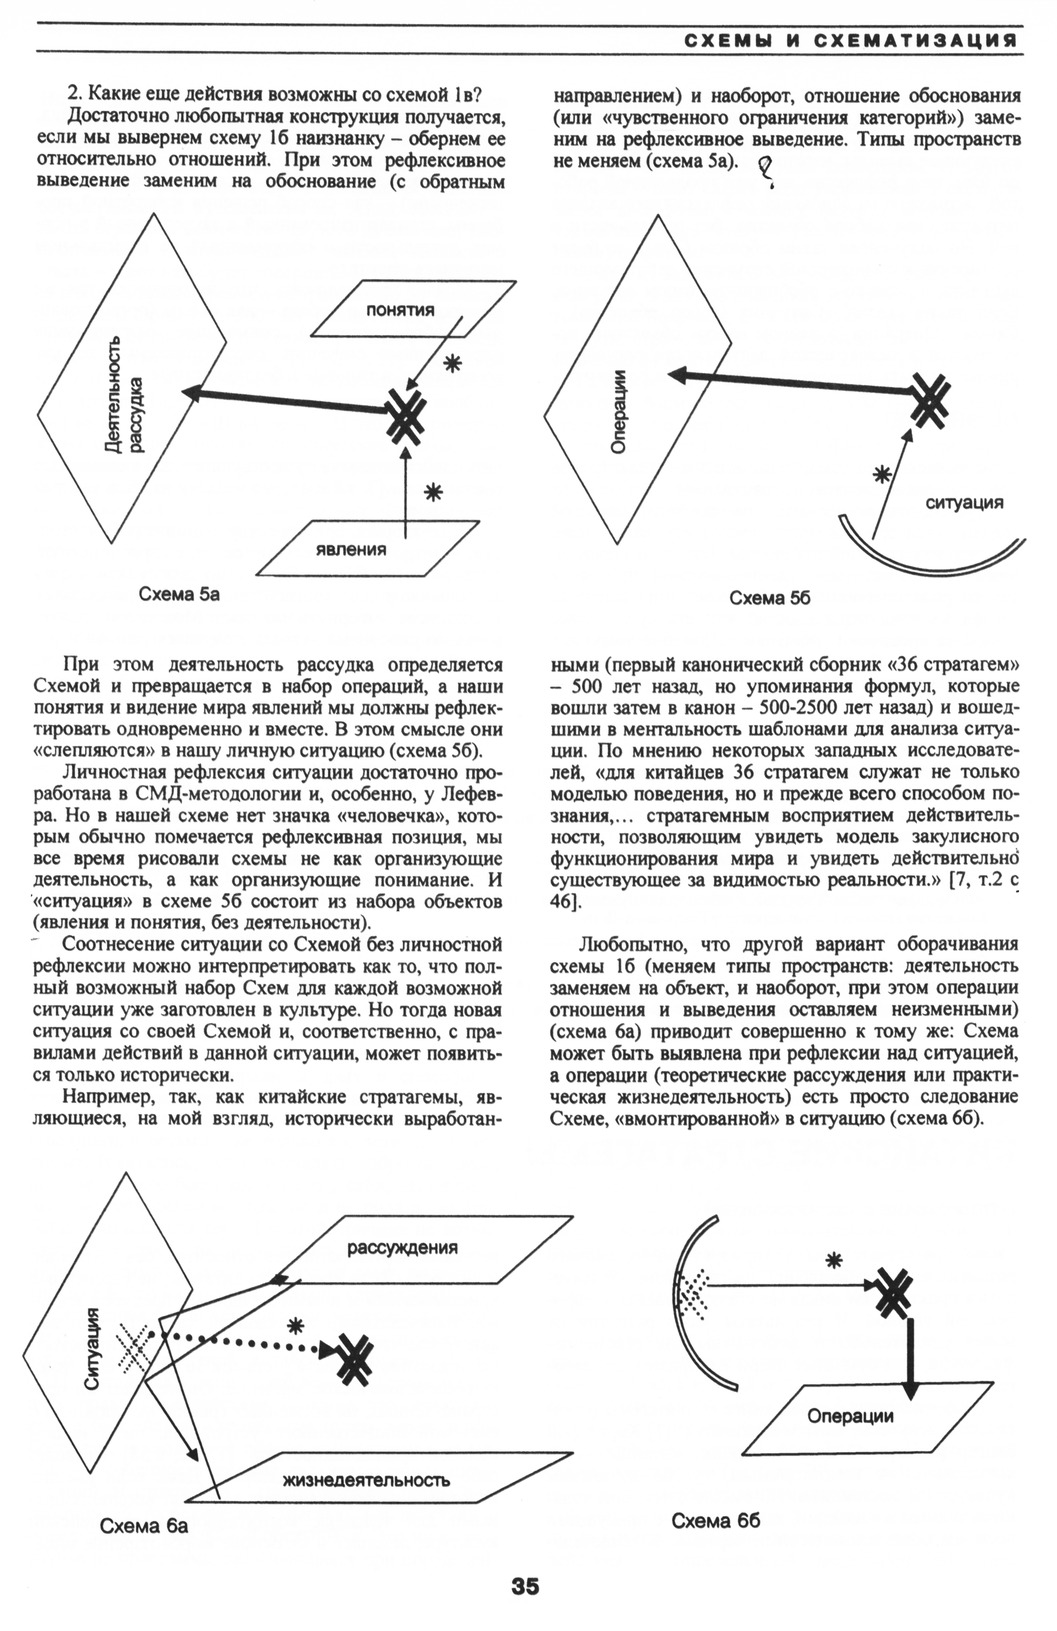 СХЕМЫ И СХЕМАТИЗАЦИЯ
2. Какие еще действия возможны со схемой 1в?
Достаточно любопытная конструкция получается,
если мы вывернем схему 1б наизнанку – обернем ее
относительно отношений. При этом рефлексивное
выведение заменим на обоснование (с обратным
направлением) и наоборот, отношение обоснования
(или «чувственного ограничения категорий») заме-
ним на рефлексивное выведение. Типы пространств
не меняем (схема 5а). ?
Деятельность
рассудка
понятия
явления
Схема 5а
Операции
ситуация
Схема 5б
При этом деятельность рассудка определяется
Схемой и превращается в набор операций, а наши
понятия и видение мира явлений мы должны рефлек-
тировать одновременно и вместе. В этом смысле они
«слепляются» в нашу личную ситуацию (схема 5б).
Личностная рефлексия ситуации достаточно про-
работана в СМД-методологии и, особенно, у Лефев-
ра. Но в нашей схеме нет значка «человечка», кото-
рым обычно помечается рефлексивная позиция, мы
все время рисовали схемы не как организующие
деятельность, а как организующие понимание. И
«ситуация» в схеме 5б состоит из набора объектов
(явления и понятия, без деятельности).
Соотнесение ситуации со Схемой без личностной
рефлексии можно интерпретировать как то, что пол-
ный возможный набор Схем для каждой возможной
ситуации уже заготовлен в культуре. Но тогда новая
ситуация со своей Схемой и, соответственно, с пра-
вилами действий в данной ситуации, может появить-
ся только исторически.
Например, так, как китайские стратагемы, яв-
ляющиеся, на мой взгляд, исторически выработан-
ными (первый канонический сборник «36 стратагем»
– 500 лет назад, но упоминания формул, которые
вошли затем в канон – 500-2500 лет назад) и вошед-
шими в ментальность шаблонами для анализа ситуа-
ции. По мнению некоторых западных исследовате-
лей, «для китайцев 36 стратагем служат не только
моделью поведения, но и прежде всего способом по-
знания,... стратагемным восприятием действитель-
ности, позволяющим увидеть модель закулисного
функционирования мира и увидеть действительно
существующее за видимостью реальности.» [7, т.2 с
46].
Любопытно, что другой вариант оборачивания
схемы 1б (меняем типы пространств: деятельность
заменяем на объект, и наоборот, при этом операции
отношения и выведения оставляем неизменными)
(схема 6а) приводит совершенно к тому же: Схема
может быть выявлена при рефлексии над ситуацией,
а операции (теоретические рассуждения или практи-
ческая жизнедеятельность) есть просто следование
Схеме, «вмонтированной» в ситуацию (схема 6б).
Ситуация
рассуждения
жизнедеятельность
Схема 6а
Операции
Схема 6б
35